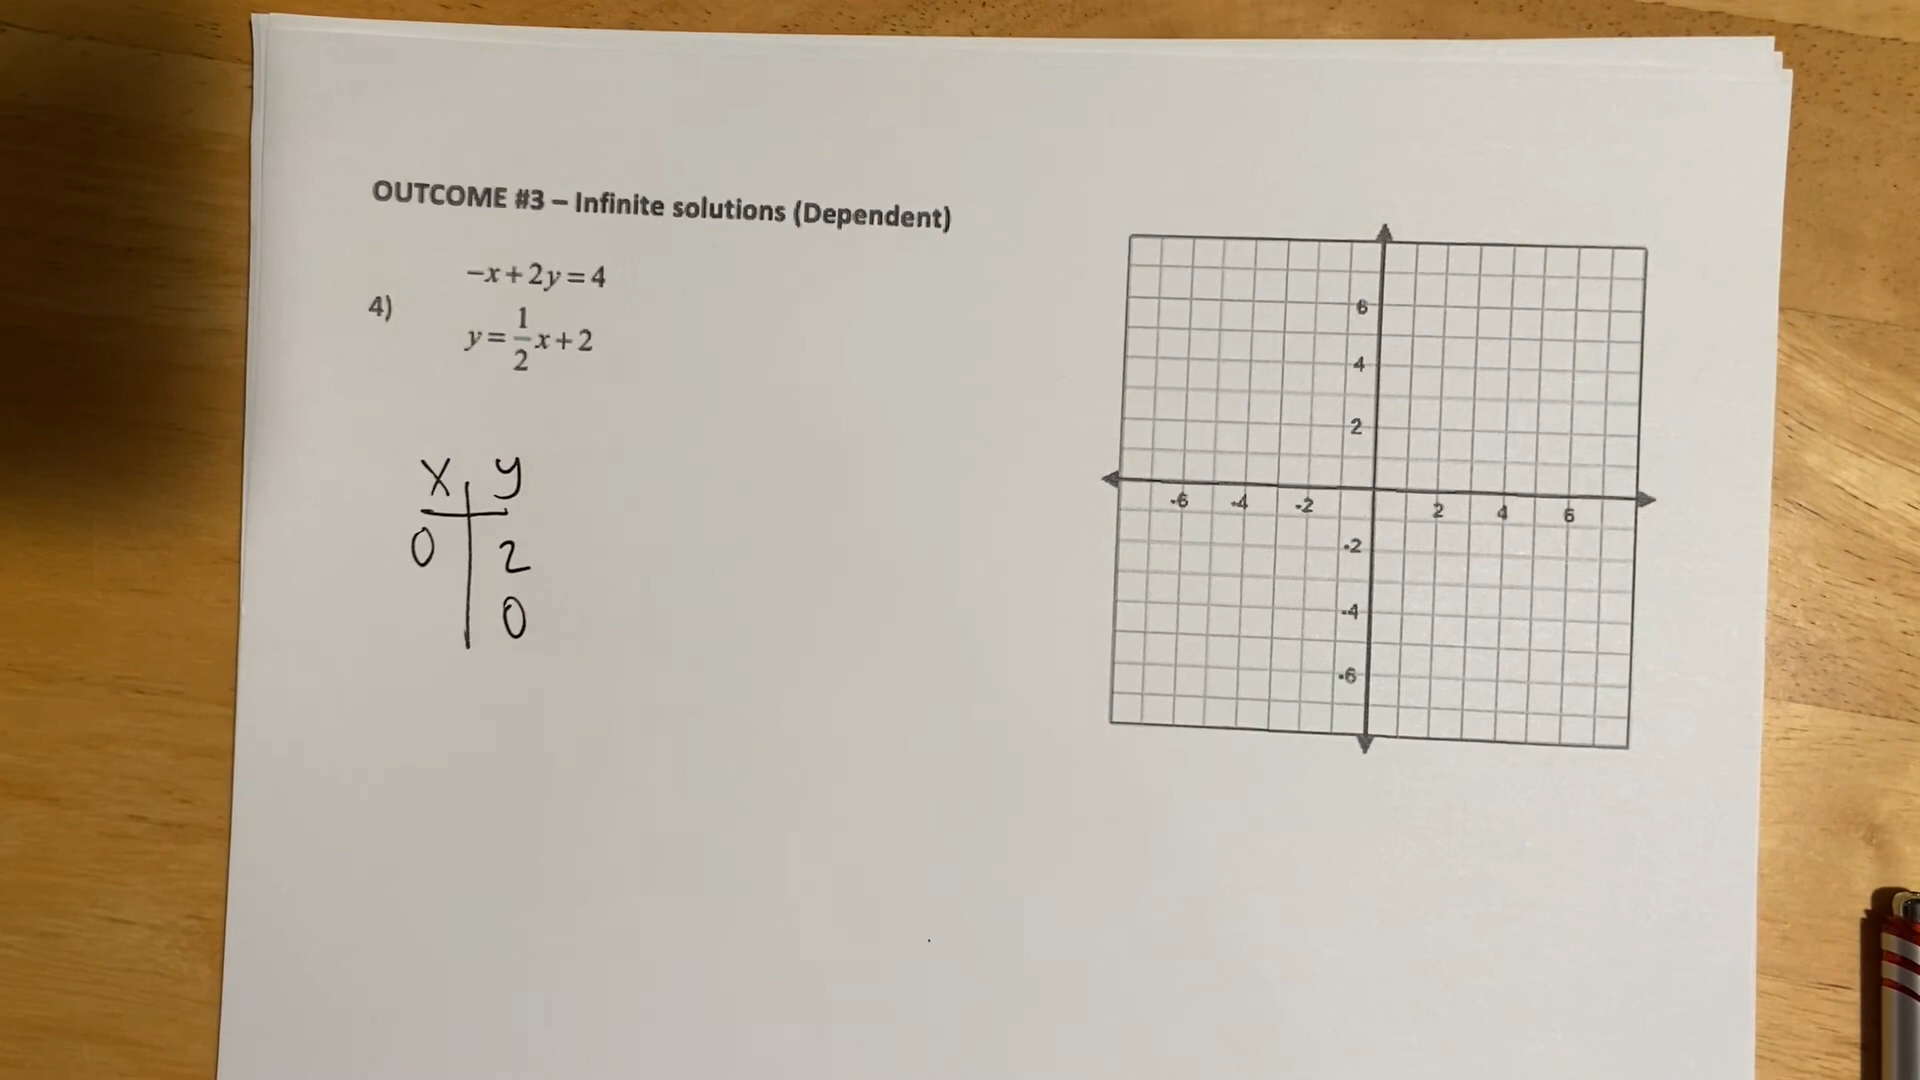 OUTCOME #3 – Infinite solutions (Dependent)
4)
−x+2y=4
y=1/2x+2
x y
0 2
0
6
4
2
-6 -4 -2 2 4 6
-2
-4
-6